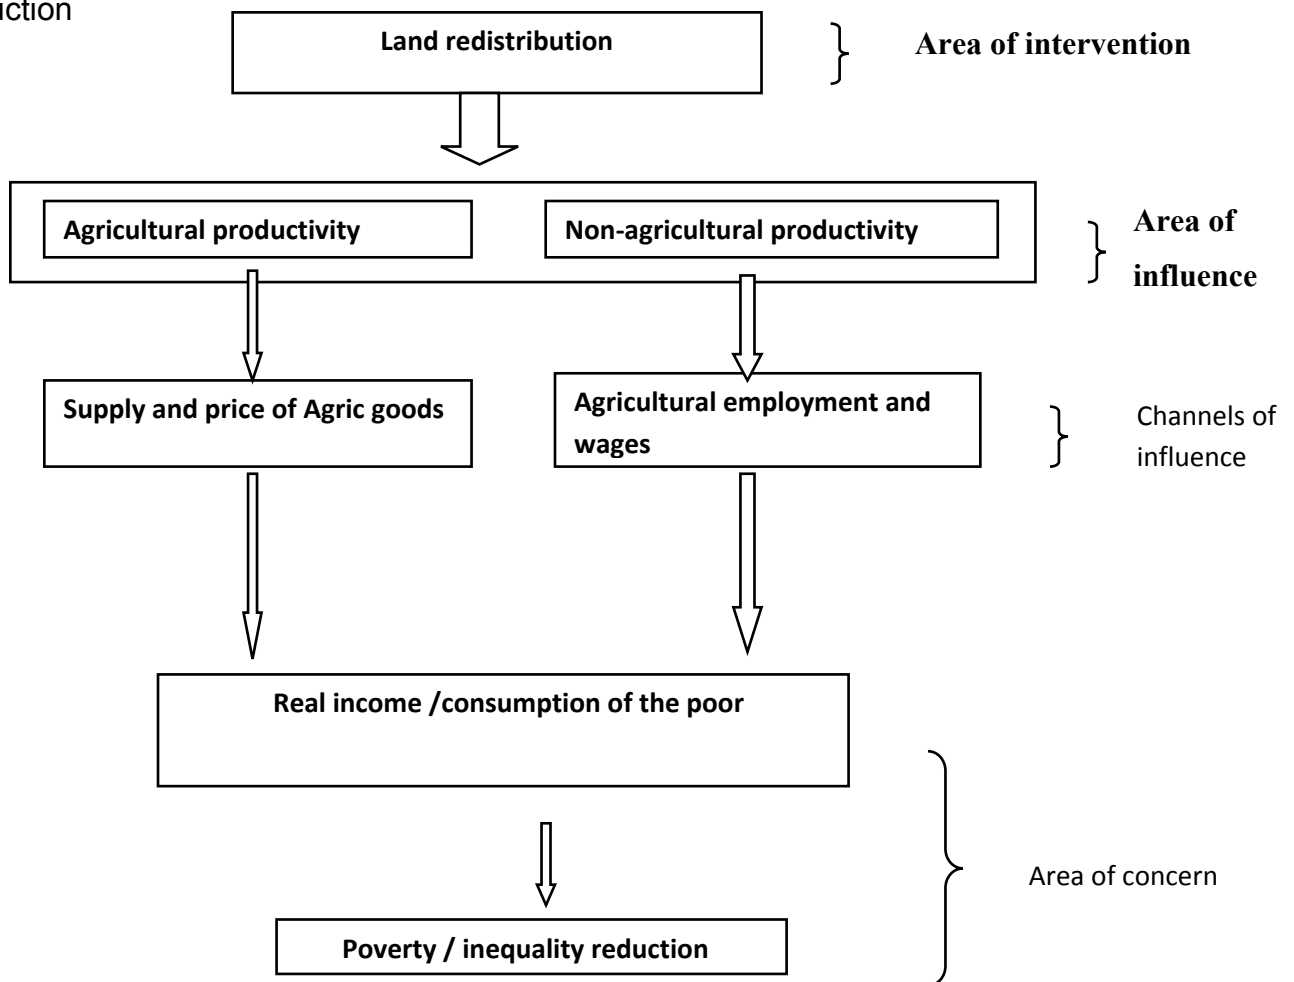 uction
Land redistribution
Area of intervention
Agricultural productivity
Non-agricultural productivity
Area of
influence
Supply and price of Agric goods
Agricultural employment and
wages
Channels of
influence
Real income /consumption of the poor
Area of concern
Poverty / inequality reduction